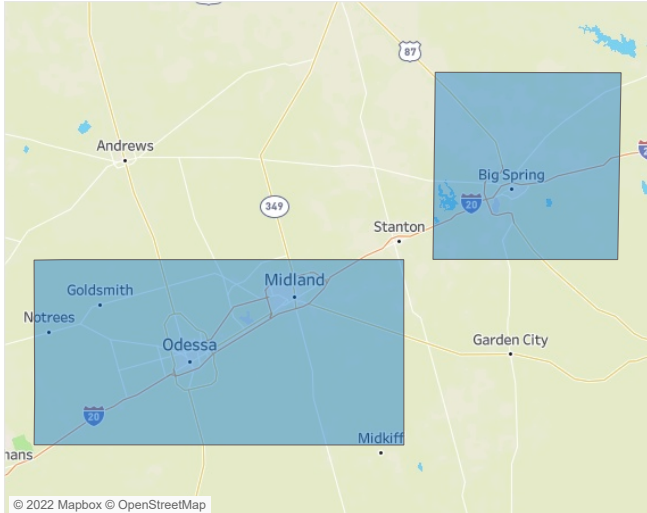 87
Andrews
Big Spring
20
349
Stanton
Midland
Goldsmith
Notrees
Odessa
Garden City
20
Midkiff
© 2022 Mapbox © OpenStreetMap